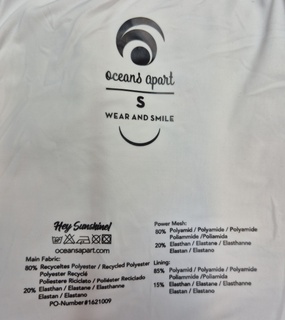 oceans apart
S
WEAR AND SMILE
Hey Sunshine!
oceansapart.com
Main Fabric:
80% Recyceltes Polyester / Recycled Polyester
Polyester Recyclé
Poliestere Riciclato / Poliéster Reciclado
20% Elasthan / Elastane / Elasthanne
Elastan / Elastano
PO-Number#1621009
Power Mesh:
80% Polyamid / Polyamide / Polyamide
Poliammide / Poliamida
20% Elasthan / Elastane / Elasthanne
Elastan / Elastano
Lining:
85% Polyamid / Polyamide / Polyamide
Poliammide / Poliamida
15% Elasthan / Elastane / Elasthanne
Elastan / Elastano